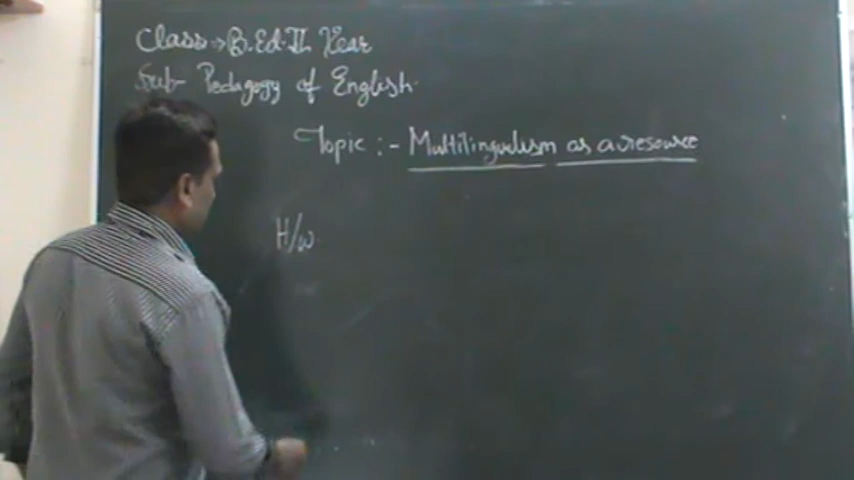 Class → B.Ed. II Year
Sub- Pedagogy of English.
Topic :- Multilingualism as a resource
H/w.